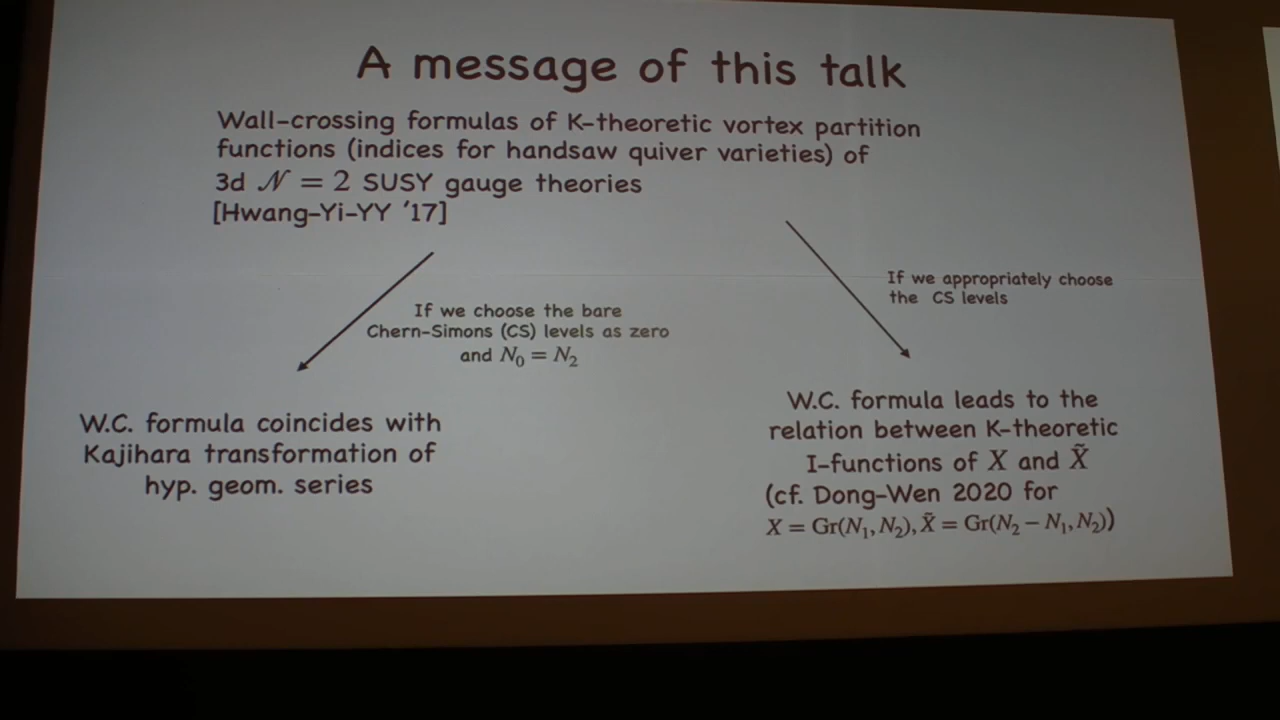 A message of this talk
Wall-crossing formulas of K-theoretic vortex partition
functions (indices for handsaw quiver varieties) of
3d 𝒩 = 2 SUSY gauge theories
[Hwang-Yi-YY ’17]
If we choose the bare
Chern-Simons (CS) levels as zero
and N₀ = N₂
If we appropriately choose
the CS levels
W.C. formula coincides with
Kajihara transformation of
hyp. geom. series
W.C. formula leads to the
relation between K-theoretic
I-functions of X and X̃
(cf. Dong-Wen 2020 for
X = Gr(N₁, N₂), X̃ = Gr(N₂ − N₁, N₂))